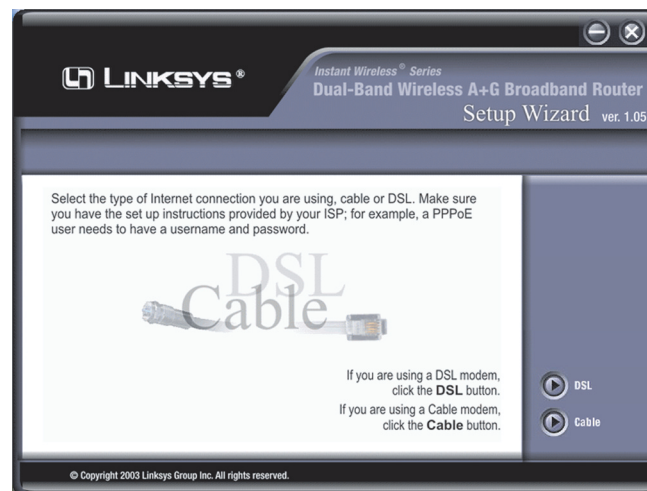 LINKSYS®
Instant Wireless® Series
Dual-Band Wireless A+G Broadband Router
Setup Wizard ver. 1.05
Select the type of Internet connection you are using, cable or DSL. Make sure
you have the set up instructions provided by your ISP; for example, a PPPoE
user needs to have a username and password.
DSL
Cable
If you are using a DSL modem,
click the DSL button.
If you are using a Cable modem,
click the Cable button.
DSL
Cable
© Copyright 2003 Linksys Group Inc. All rights reserved.